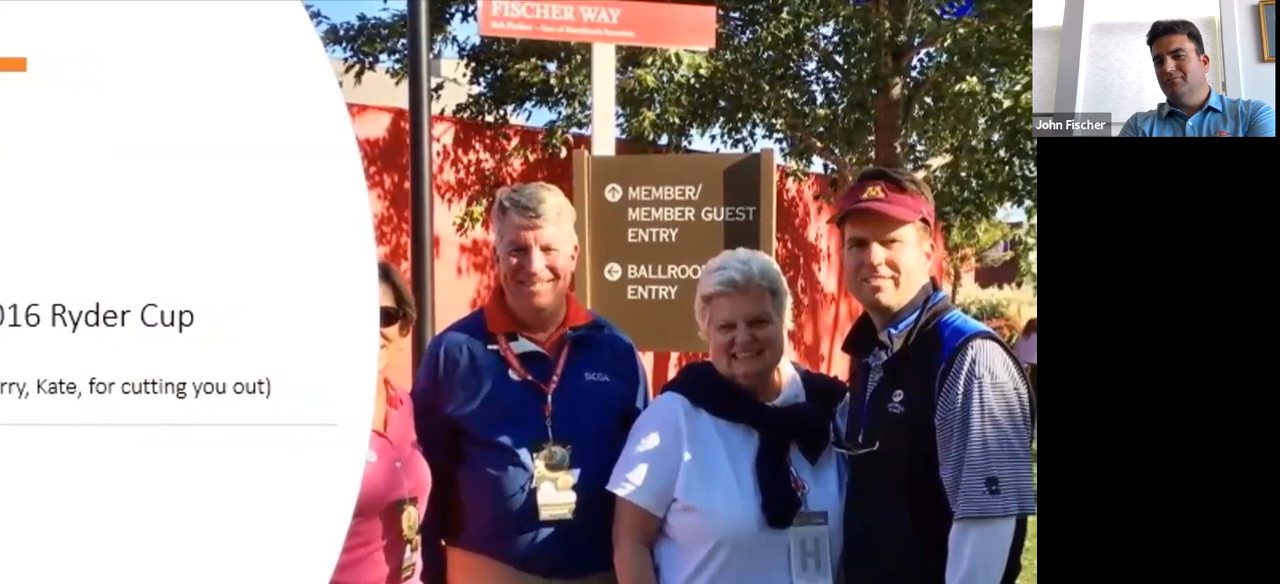 FISCHER WAY
MEMBER/
MEMBER GUEST
ENTRY
BALLROO
ENTRY
016 Ryder Cup
rry, Kate, for cutting you out)
GCOA
M
H
John Fischer